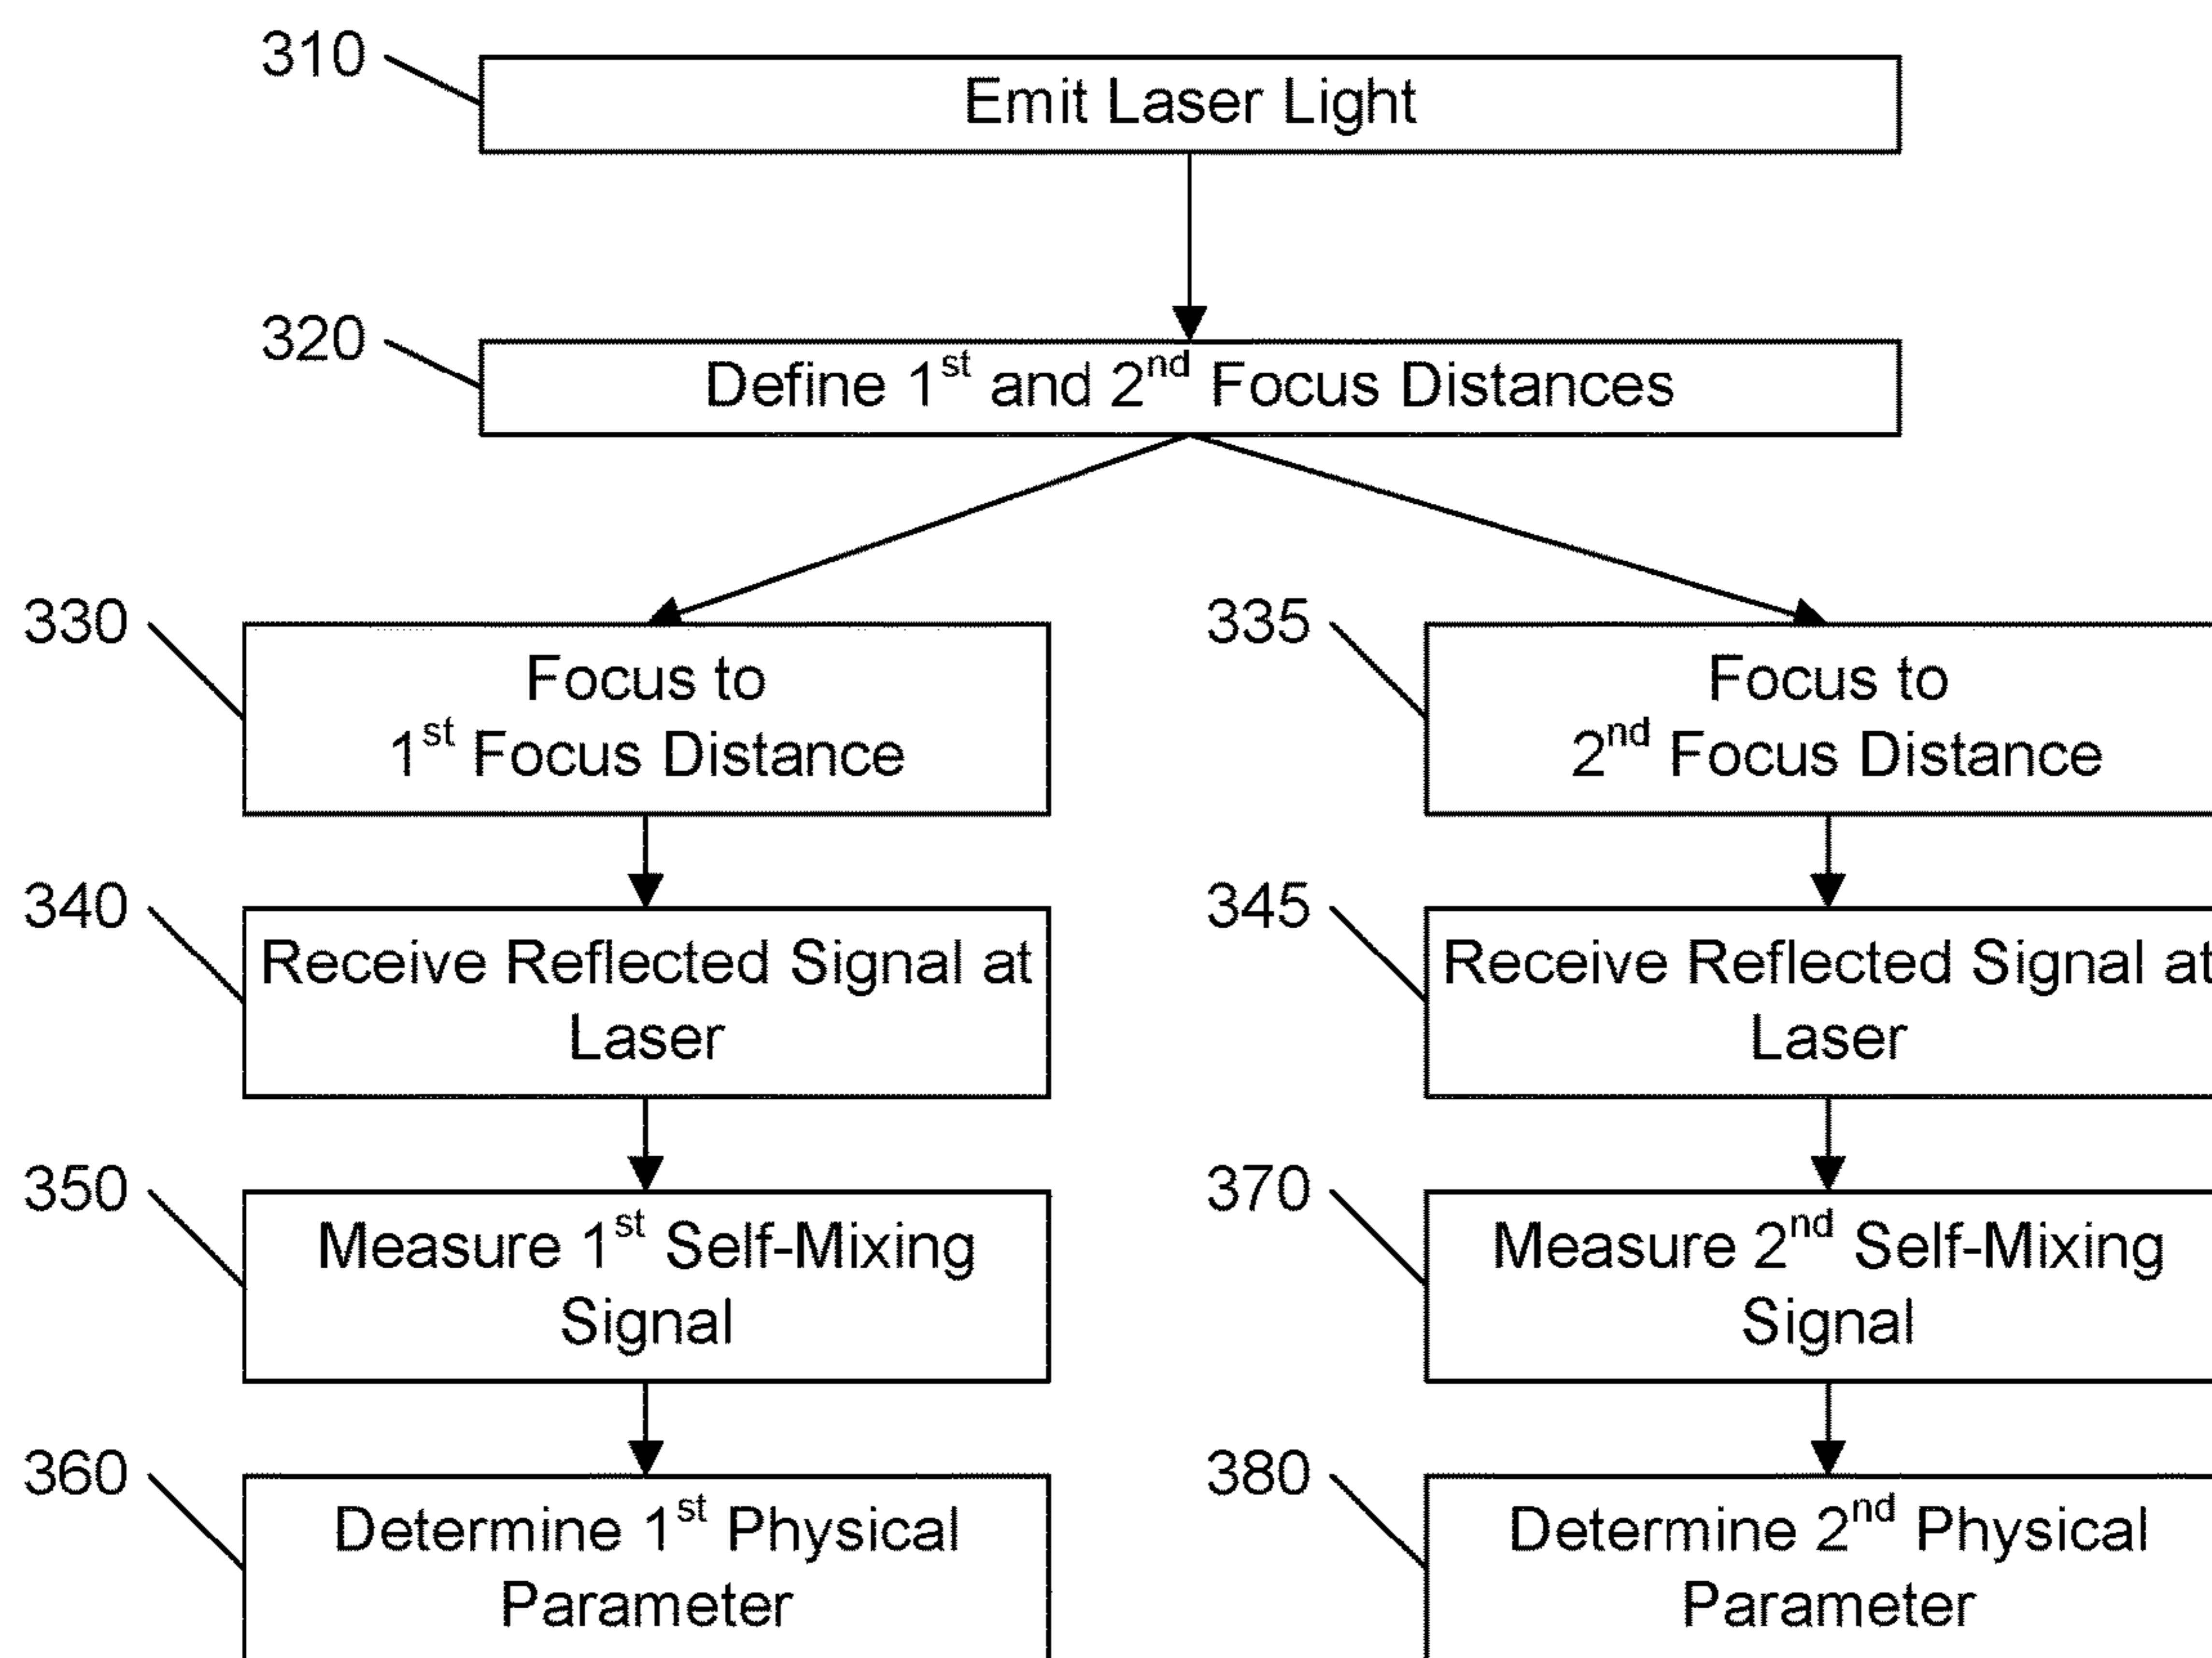 310
Emit Laser Light
320
Define 1st and 2nd Focus Distances
330
Focus to
1st Focus Distance
335
Focus to
2nd Focus Distance
340
Receive Reflected Signal at
Laser
345
Receive Reflected Signal at
Laser
350
Measure 1st Self-Mixing
Signal
370
Measure 2nd Self-Mixing
Signal
360
Determine 1st Physical
Parameter
380
Determine 2nd Physical
Parameter